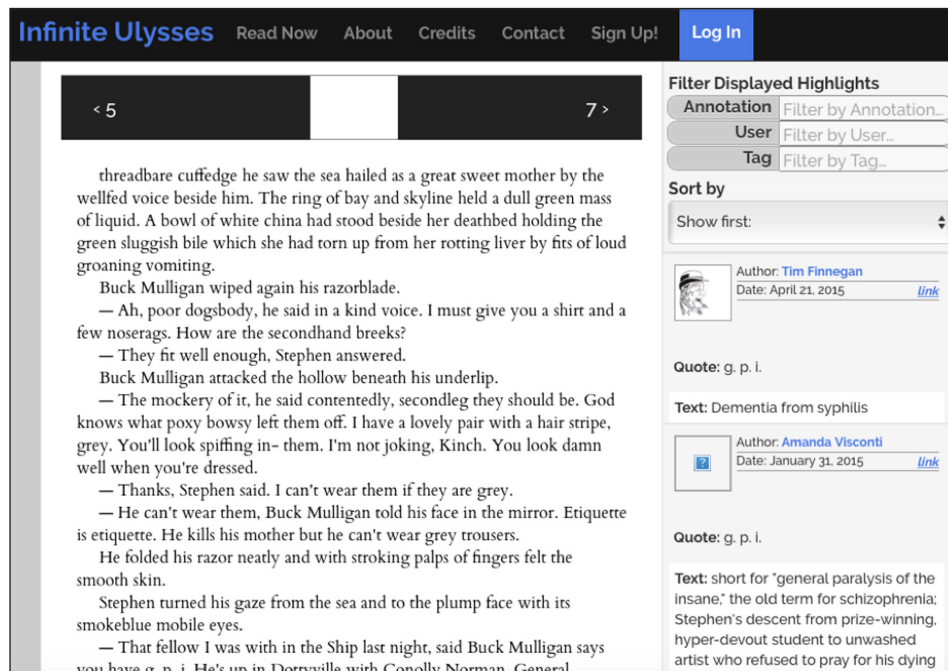 Infinite Ulysses Read Now About Credits Contact Sign Up! Log In
< 5
7 >
threadbare cuffedge he saw the sea hailed as a great sweet mother by the
wellfed voice beside him. The ring of bay and skyline held a dull green mass
of liquid. A bowl of white china had stood beside her deathbed holding the
green sluggish bile which she had torn up from her rotting liver by fits of loud
groaning vomiting.
Buck Mulligan wiped again his razorblade.
— Ah, poor dogsbody, he said in a kind voice. I must give you a shirt and a
few noserags. How are the secondhand breeks?
— They fit well enough, Stephen answered.
Buck Mulligan attacked the hollow beneath his underlip.
— The mockery of it, he said contentedly, secondleg they should be. God
knows what poxy bowsy left them off. I have a lovely pair with a hair stripe,
grey. You'll look spiffing in- them. I'm not joking, Kinch. You look damn
well when you're dressed.
— Thanks, Stephen said. I can't wear them if they are grey.
— He can't wear them, Buck Mulligan told his face in the mirror. Etiquette
is etiquette. He kills his mother but he can't wear grey trousers.
He folded his razor neatly and with stroking palps of fingers felt the
smooth skin.
Stephen turned his gaze from the sea and to the plump face with its
smokeblue mobile eyes.
— That fellow I was with in the Ship last night, said Buck Mulligan says
you have g. p. i. He's up in Dottyville with Conolly Norman. General
Filter Displayed Highlights
Annotation Filter by Annotation...
User Filter by User...
Tag Filter by Tag...
Sort by
Show first:
Author: Tim Finnegan
Date: April 21, 2015 link
Quote: g. p. i.
Text: Dementia from syphilis
Author: Amanda Visconti
Date: January 31, 2015 link
Quote: g. p. i.
Text: short for "general paralysis of the
insane," the old term for schizophrenia;
Stephen's descent from prize-winning,
hyper-devout student to unwashed
artist who refused to pray for his dying